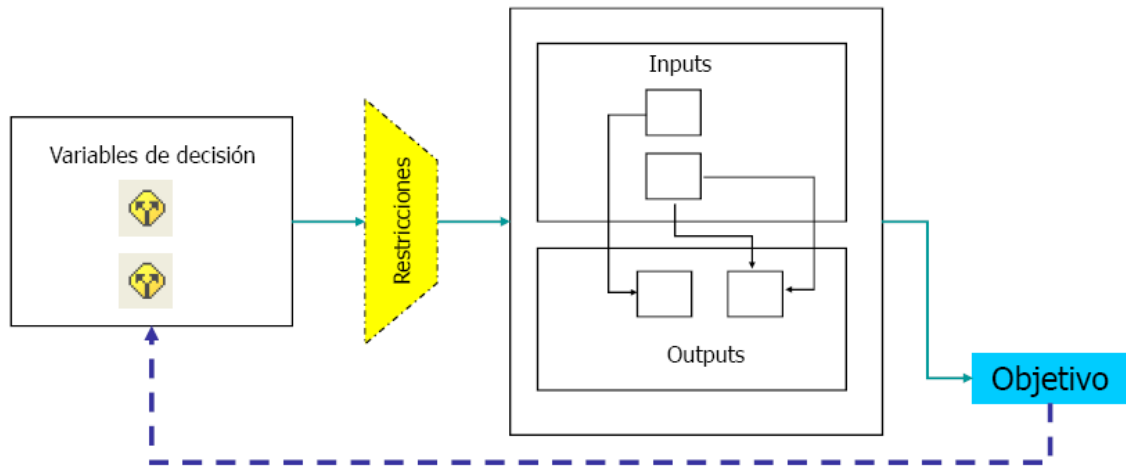 Variables de decisión
Restricciones
Inputs
Outputs
Objetivo